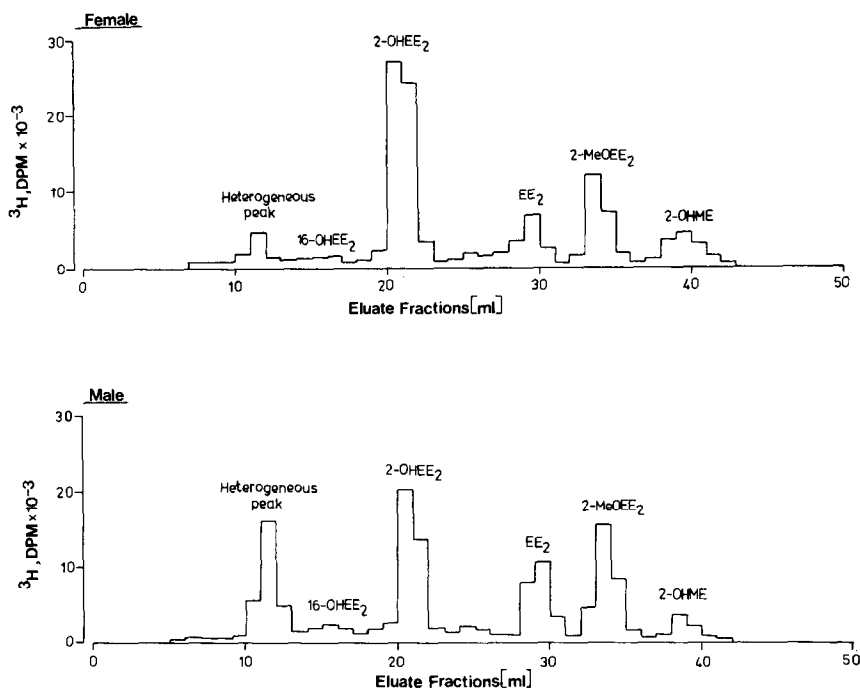 Female
2-OHEE₂
30
20
10
0
³H, DPM × 10⁻³
Heterogeneous
peak
16-OHEE₂
EE₂
2-MeOEE₂
2-OHME
0 10 20 30 40 50
Eluate Fractions[ml]
Male
30
20
10
0
³H, DPM × 10⁻³
Heterogeneous
peak
16-OHEE₂
2-OHEE₂
EE₂
2-MeOEE₂
2-OHME
0 10 20 30 40 50
Eluate Fractions[ml]